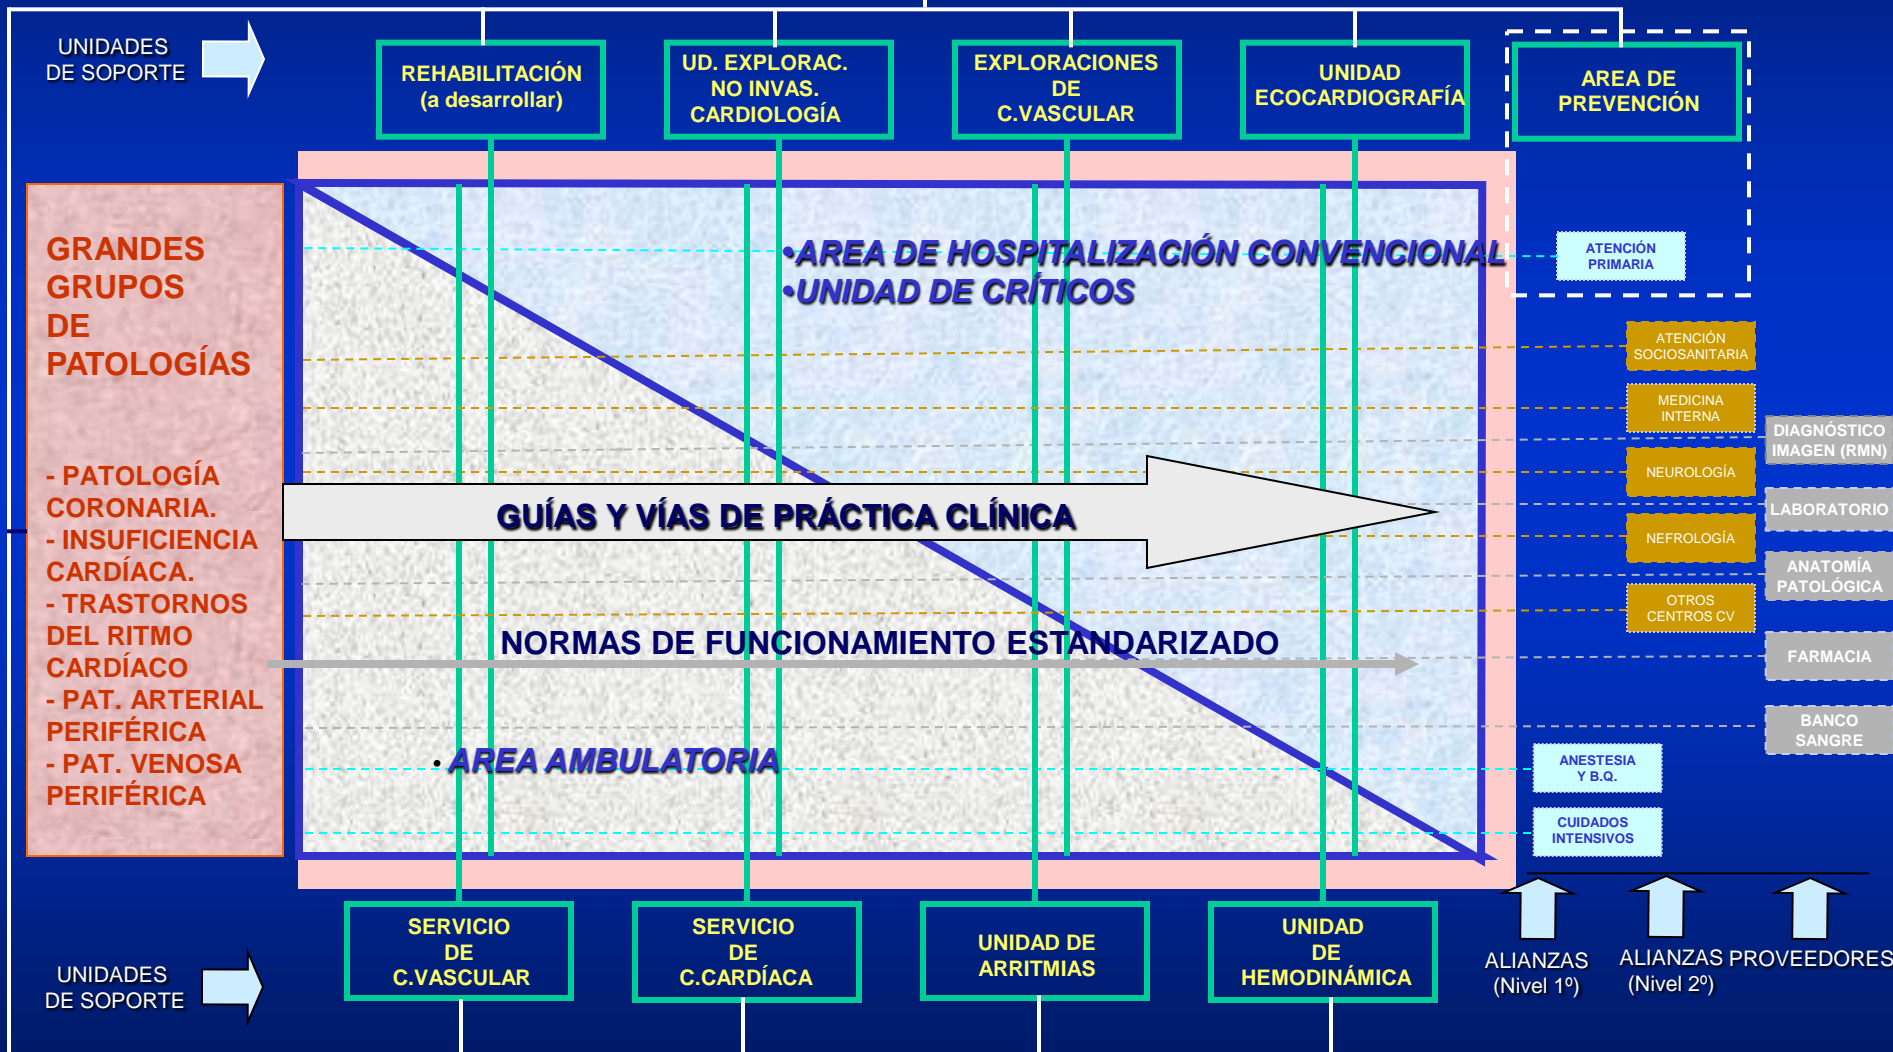 UNIDADES
DE SOPORTE
REHABILITACIÓN
(a desarrollar)
UD. EXPLORAC.
NO INVAS.
CARDIOLOGÍA
EXPLORACIONES
DE
C.VASCULAR
UNIDAD
ECOCARDIOGRAFÍA
AREA DE
PREVENCIÓN
GRANDES
GRUPOS
DE
PATOLOGÍAS
- PATOLOGÍA
CORONARIA.
- INSUFICIENCIA
CARDÍACA.
- TRASTORNOS
DEL RITMO
CARDÍACO
- PAT. ARTERIAL
PERIFÉRICA
- PAT. VENOSA
PERIFÉRICA
•AREA DE HOSPITALIZACIÓN CONVENCIONAL
•UNIDAD DE CRÍTICOS
GUÍAS Y VÍAS DE PRÁCTICA CLÍNICA
NORMAS DE FUNCIONAMIENTO ESTANDARIZADO
• AREA AMBULATORIA
ATENCIÓN
PRIMARIA
ATENCIÓN
SOCIOSANITARIA
MEDICINA
INTERNA
DIAGNÓSTICO
IMAGEN (RMN)
NEUROLOGÍA
LABORATORIO
NEFROLOGÍA
ANATOMÍA
PATOLÓGICA
OTROS
CENTROS CV
FARMACIA
BANCO
SANGRE
ANESTESIA
Y B.Q.
CUIDADOS
INTENSIVOS
UNIDADES
DE SOPORTE
SERVICIO
DE
C.VASCULAR
SERVICIO
DE
C.CARDÍACA
UNIDAD DE
ARRITMIAS
UNIDAD
DE
HEMODINÁMICA
ALIANZAS
(Nivel 1º)
ALIANZAS
(Nivel 2º)
PROVEEDORES